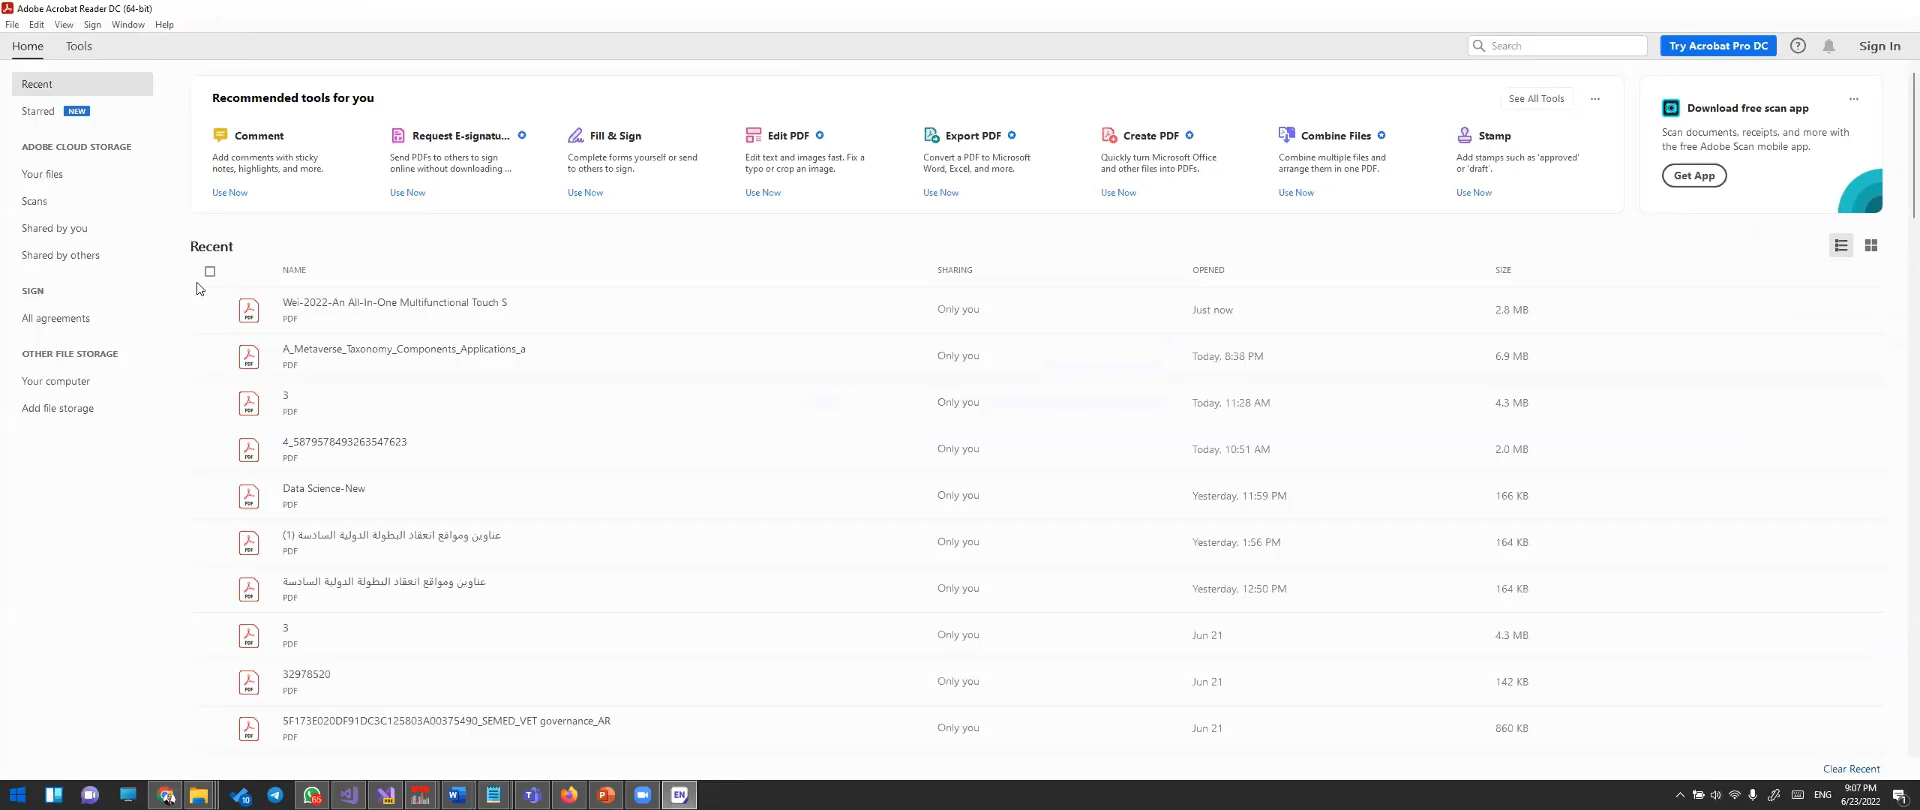 Adobe Acrobat Reader DC (64-bit)
File Edit View Sign Window Help
Home Tools
Search
Try Acrobat Pro DC
Sign In
Recent
Starred NEW
ADOBE CLOUD STORAGE
Your files
Scans
Shared by you
Shared by others
SIGN
All agreements
OTHER FILE STORAGE
Your computer
Add file storage
Recommended tools for you
See All Tools
Comment
Add comments with sticky
notes, highlights, and more.
Use Now
Request E-signatu...
Send PDFs to others to sign
online without downloading ...
Use Now
Fill & Sign
Complete forms yourself or send
to others to sign.
Use Now
Edit PDF
Edit text and images fast. Fix a
typo or crop an image.
Use Now
Export PDF
Convert a PDF to Microsoft
Word, Excel, and more.
Use Now
Create PDF
Quickly turn Microsoft Office
and other files into PDFs.
Use Now
Combine Files
Combine multiple files and
arrange them in one PDF.
Use Now
Stamp
Add stamps such as 'approved'
or 'draft'.
Use Now
Download free scan app
Scan documents, receipts, and more with
the free Adobe Scan mobile app.
Get App
Recent
NAME SHARING OPENED SIZE
Wei-2022-An All-In-One Multifunctional Touch S
PDF
Only you Just now 2.8 MB
A_Metaverse_Taxonomy_Components_Applications_a
PDF
Only you Today, 8:38 PM 6.9 MB
3
PDF
Only you Today, 11:28 AM 4.3 MB
4_5879578493263547623
PDF
Only you Today, 10:51 AM 2.0 MB
Data Science-New
PDF
Only you Yesterday, 11:59 PM 166 KB
عناوين ومواقع انعقاد البطولة الدولية السادسة (1)
PDF
Only you Yesterday, 1:56 PM 164 KB
عناوين ومواقع انعقاد البطولة الدولية السادسة
PDF
Only you Yesterday, 12:50 PM 164 KB
3
PDF
Only you Jun 21 4.3 MB
32978520
PDF
Only you Jun 21 142 KB
5F173E020DF91DC3C125803A00375490_SEMED_VET governance_AR
PDF
Only you Jun 21 860 KB
Clear Recent
EN
ENG
9:07 PM
6/23/2022